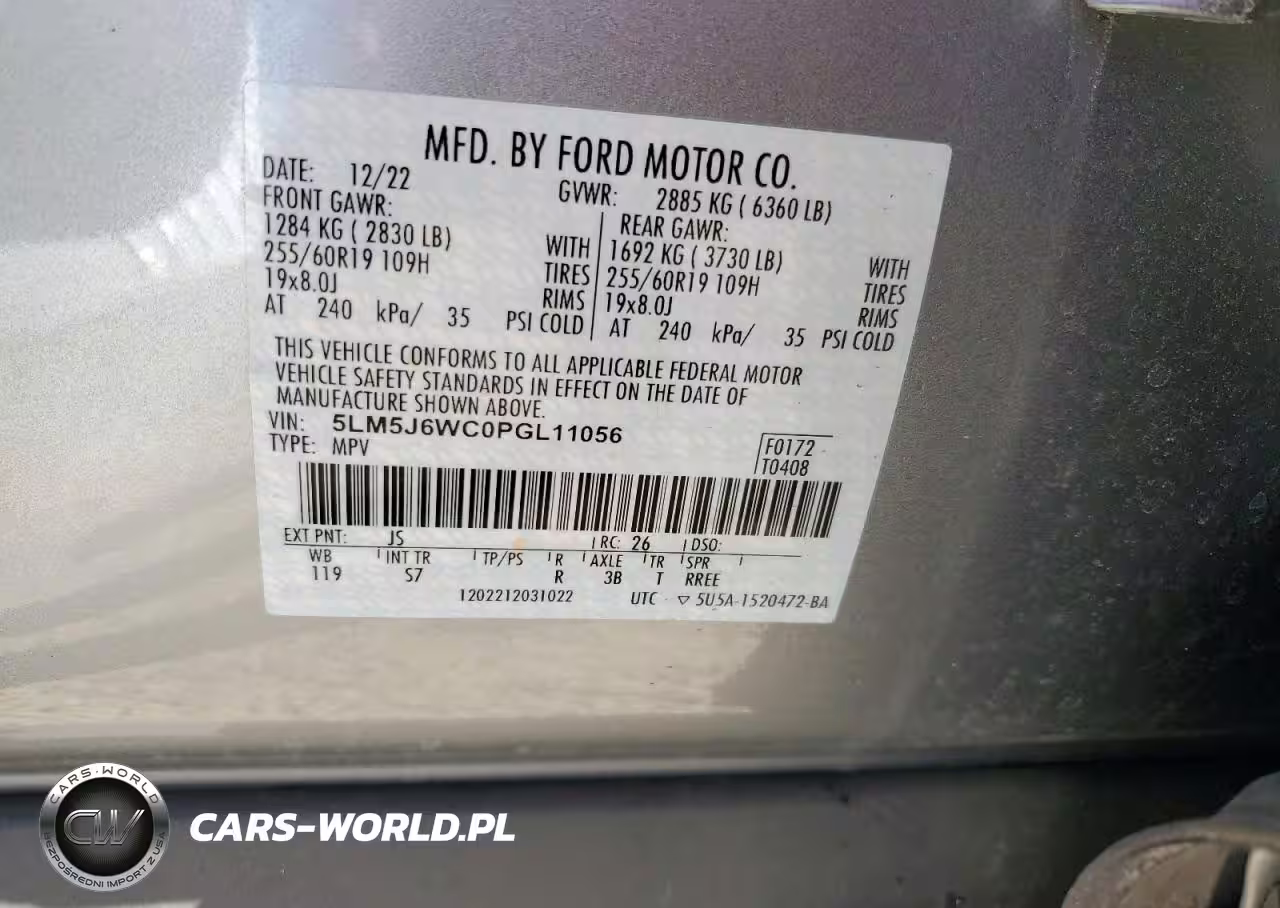 MFD. BY FORD MOTOR CO.
DATE: 12/22 GVWR: 2885 KG ( 6360 LB)
FRONT GAWR: REAR GAWR:
1284 KG ( 2830 LB) WITH 1692 KG ( 3730 LB) WITH
255/60R19 109H TIRES 255/60R19 109H TIRES
19x8.0J RIMS 19x8.0J RIMS
AT 240 kPa/ 35 PSI COLD AT 240 kPa/ 35 PSI COLD
THIS VEHICLE CONFORMS TO ALL APPLICABLE FEDERAL MOTOR
VEHICLE SAFETY STANDARDS IN EFFECT ON THE DATE OF
MANUFACTURE SHOWN ABOVE.
VIN: 5LM5J6WC0PGL11056
TYPE: MPV
F0172
T0408
EXT PNT: JS RC: 26 DSO:
WB INT TR TP/PS R AXLE TR SPR
119 S7 R 3B T RREE
1202212031022 UTC ▽ 5U5A-1520472-BA
CARS-WORLD
CW
BEZPOŚREDNI IMPORT Z USA
CARS-WORLD.PL